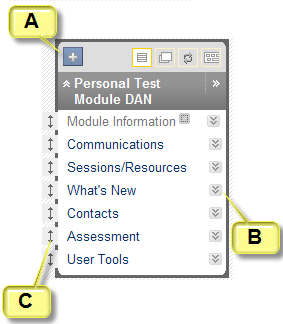 A
Personal Test
Module DAN
Module Information
Communications
Sessions/Resources
What's New
Contacts
B
Assessment
User Tools
C